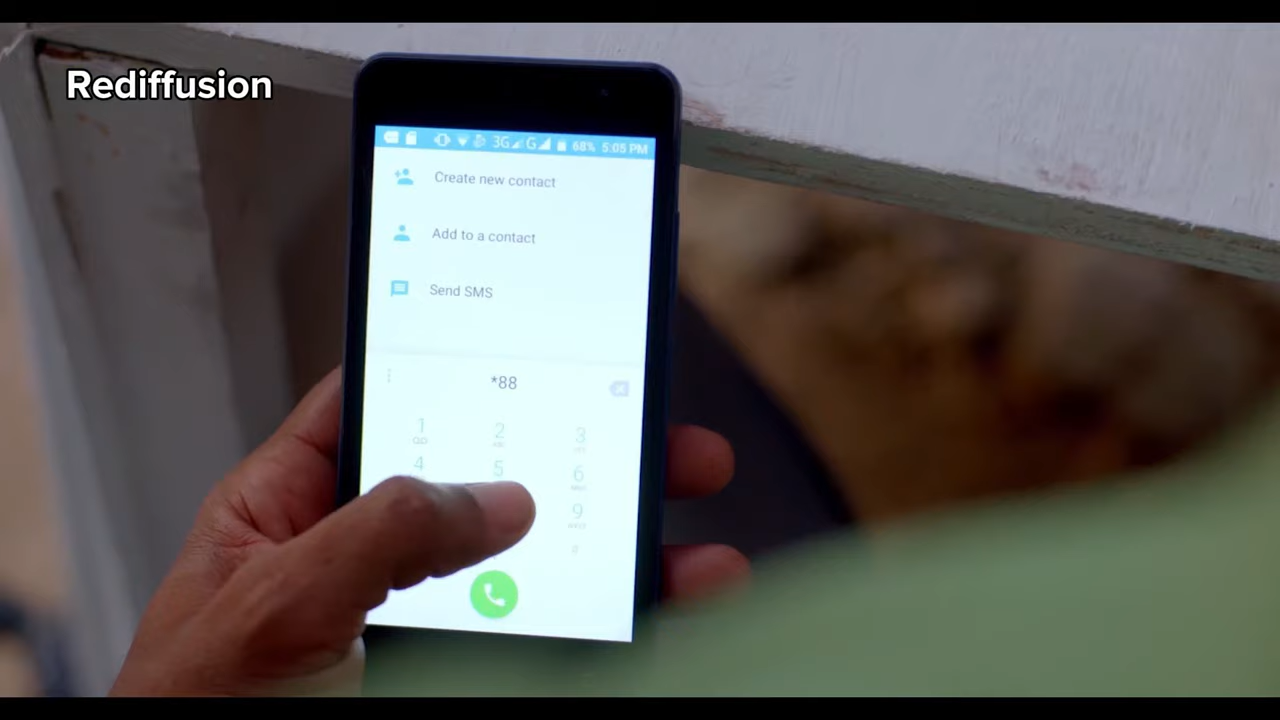 Rediffusion
3G G 68% 5:05 PM
Create new contact
Add to a contact
Send SMS
*88
1 2 3
4 5 6
9
#